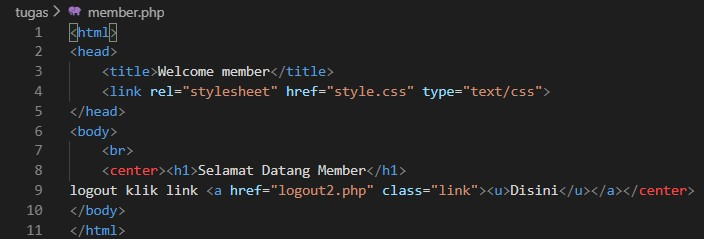 tugas > member.php
1 <html>
2 <head>
3     <title>Welcome member</title>
4     <link rel="stylesheet" href="style.css" type="text/css">
5 </head>
6 <body>
7     <br>
8     <center><h1>Selamat Datang Member</h1>
9 logout klik link <a href="logout2.php" class="link"><u>Disini</u></a></center>
10 </body>
11 </html>